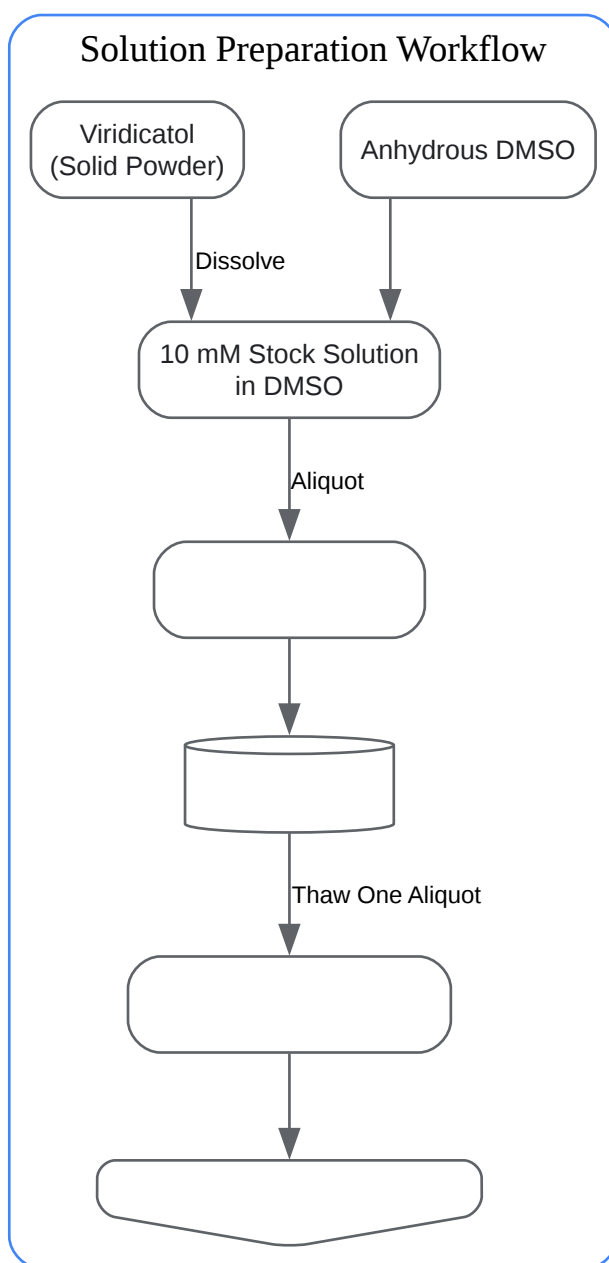 Solution Preparation Workflow
Viridicatol
(Solid Powder)
Anhydrous DMSO
Dissolve
10 mM Stock Solution
in DMSO
Aliquot
Thaw One Aliquot